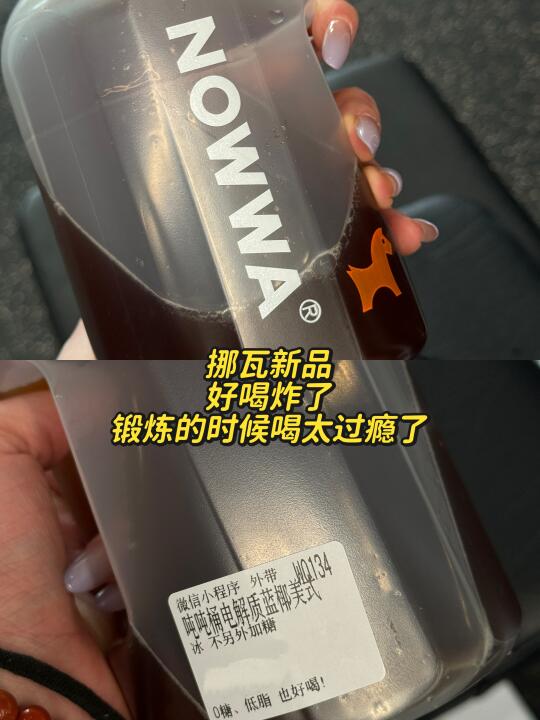 NOWWA®
挪瓦新品
好喝炸了
锻炼的时候喝太过瘾了
微信小程序 外带 WQ134
吨吨桶电解质蓝椰美式
冰 不另外加糖
0糖、低脂 也好喝!